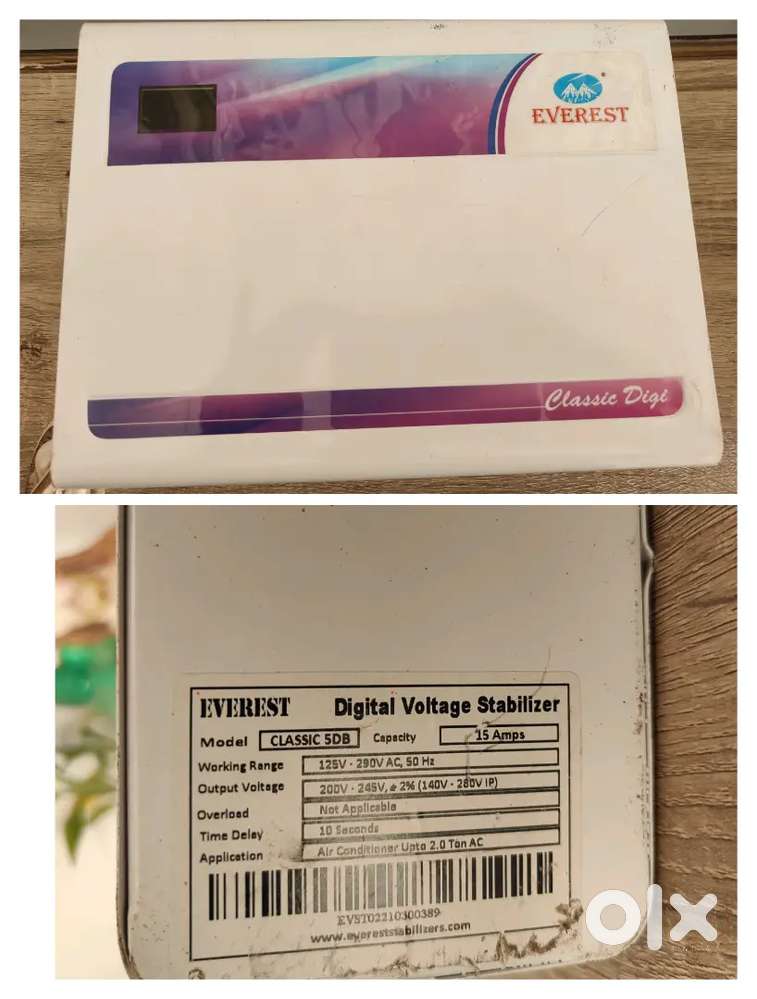 EVEREST
Classic Digi
EVEREST Digital Voltage Stabilizer
Model CLASSIC 5DB Capacity 15 Amps
Working Range 125V - 290V AC, 50 Hz
Output Voltage 200V - 245V, ± 2% (140V - 280V IP)
Overload Not Applicable
Time Delay 10 Seconds
Application Air Conditioner Upto 2.0 Ton AC
EVST02210300389
www.évereststabilizers.com
olx